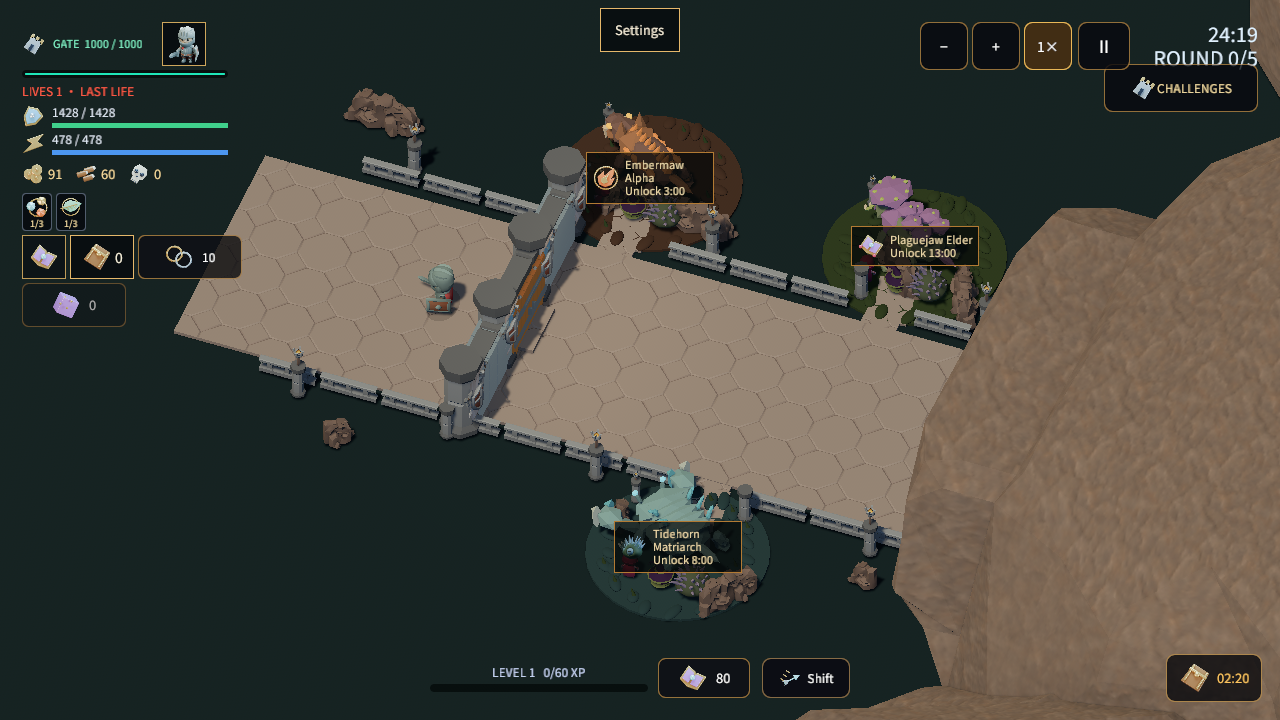 GATE 1000 / 1000
Settings
−
+
1×
24:19
ROUND 0/5
CHALLENGES
LIVES 1 • LAST LIFE
1428 / 1428
478 / 478
91
60
0
1/3
1/3
0
10
0
Embermaw
Alpha
Unlock 3:00
Plaguejaw Elder
Unlock 13:00
Tidehorn
Matriarch
Unlock 8:00
LEVEL 1 0/60 XP
80
Shift
02:20